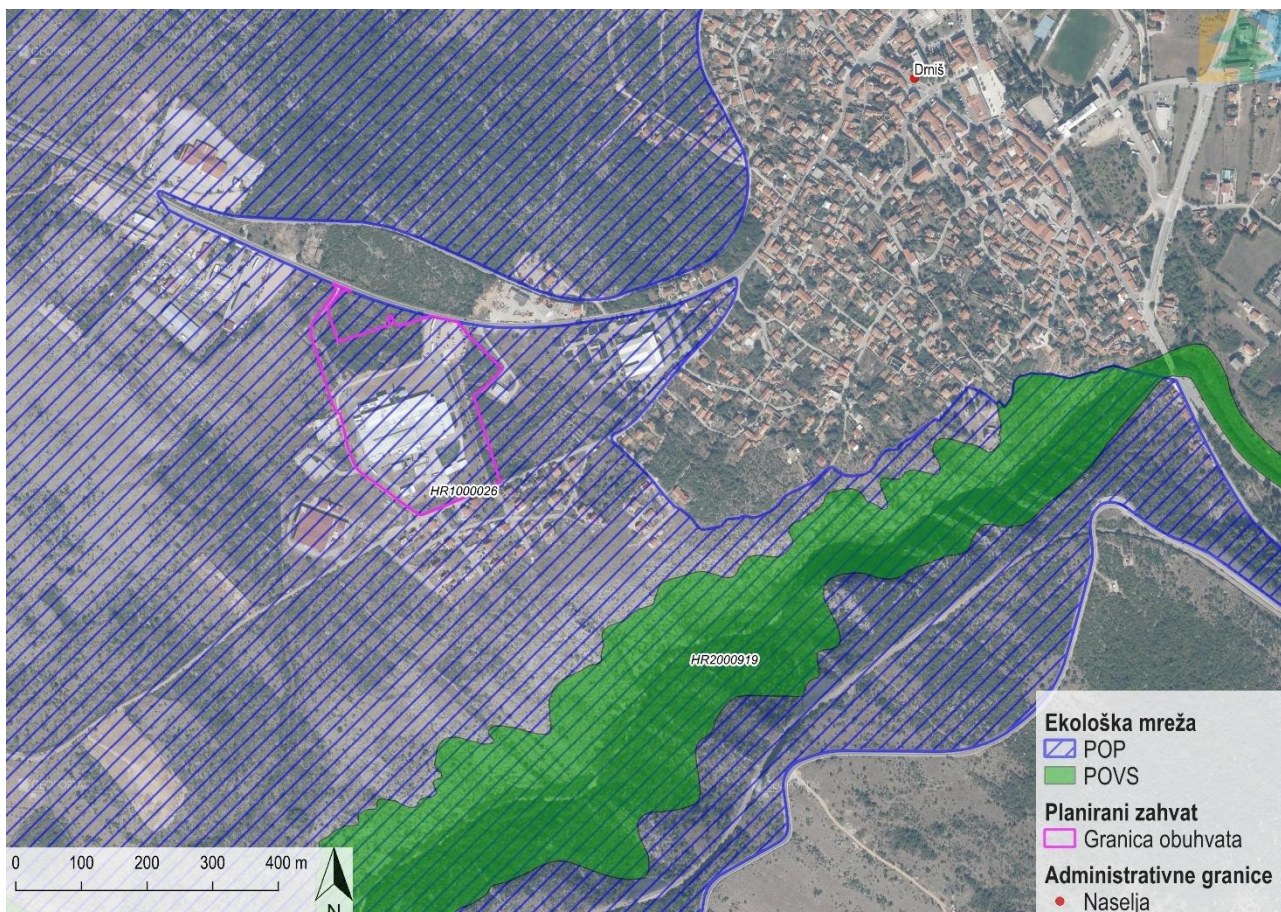 Drniš
HR1000026
HR2000919
Ekološka mreža
POP
POVS
Planirani zahvat
Granica obuhvata
Administrativne granice
Naselja
0 100 200 300 400 m
N